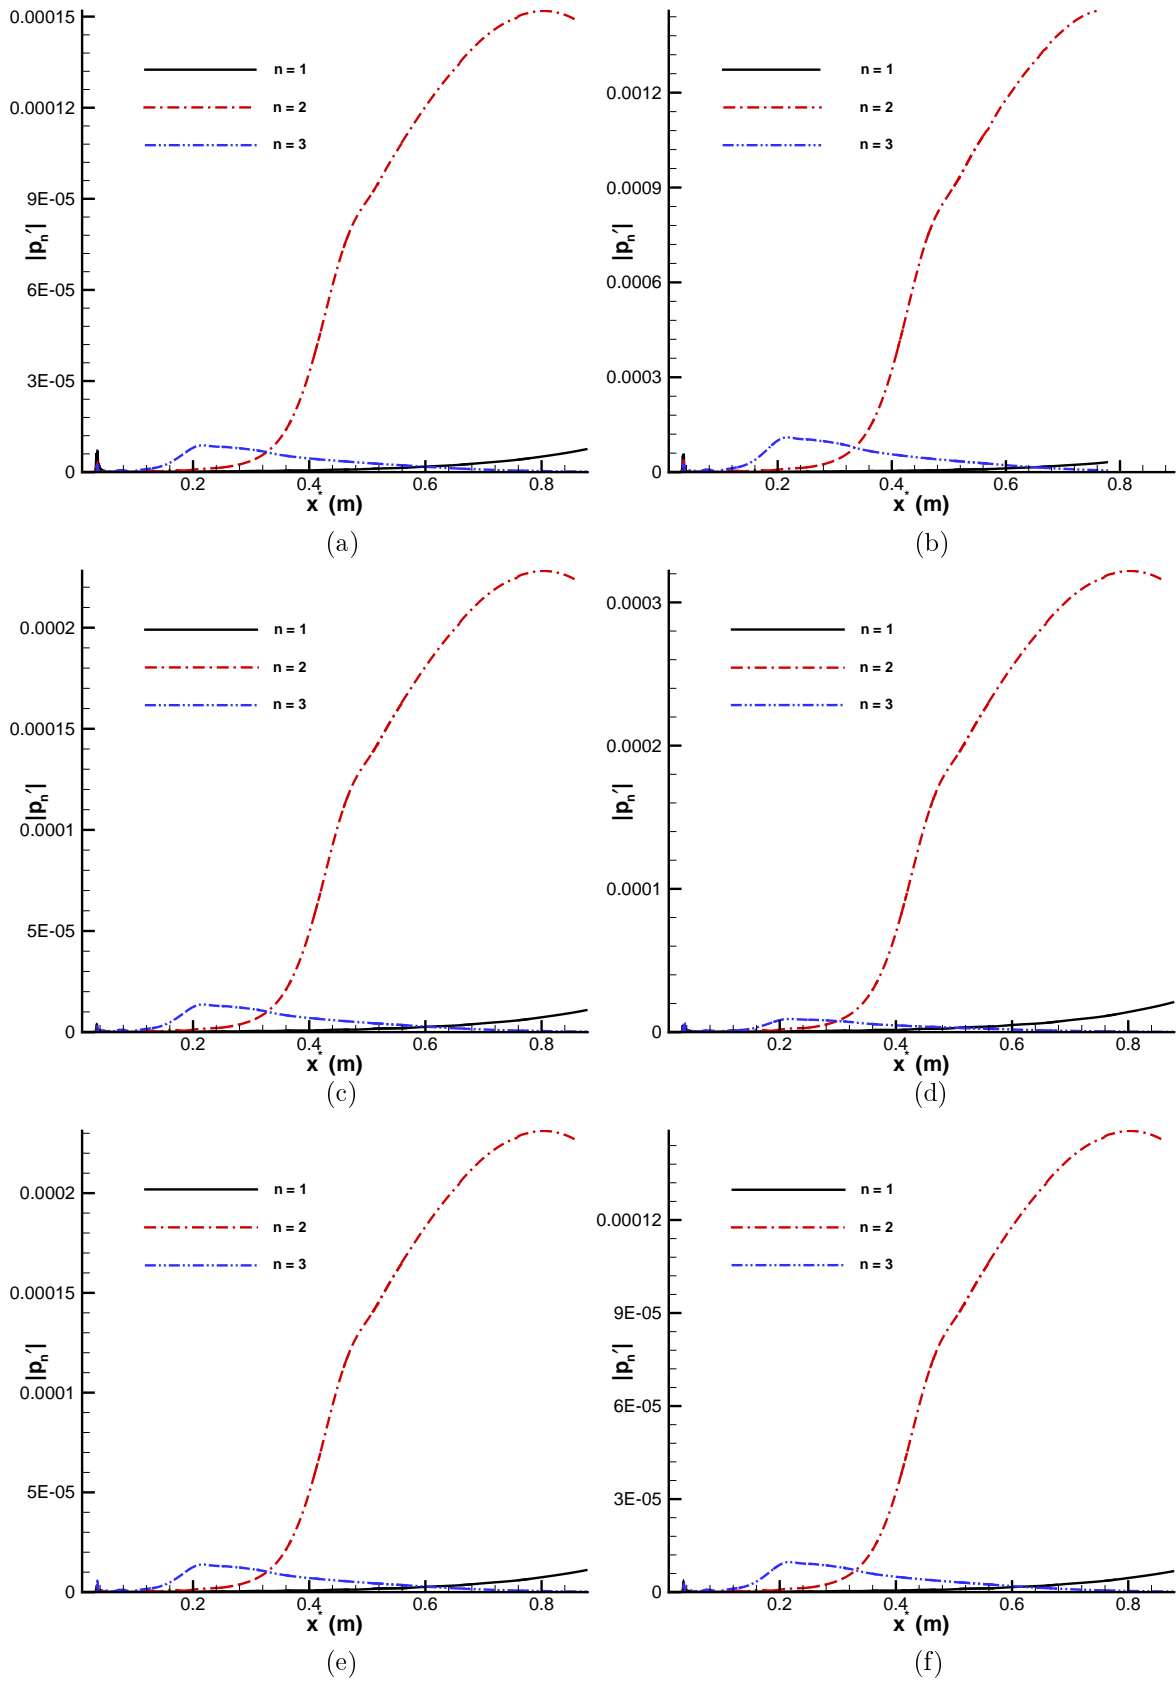 0.00015
0.00012
9E-05
6E-05
3E-05
0
|p′n|
n = 1
n = 2
n = 3
0.2 0.4 0.6 0.8
x* (m)
(a)
0.0012
0.0009
0.0006
0.0003
0
|p′n|
n = 1
n = 2
n = 3
0.2 0.4 0.6 0.8
x* (m)
(b)
0.0002
0.00015
0.0001
5E-05
0
|p′n|
n = 1
n = 2
n = 3
0.2 0.4 0.6 0.8
x* (m)
(c)
0.0003
0.0002
0.0001
0
|p′n|
n = 1
n = 2
n = 3
0.2 0.4 0.6 0.8
x* (m)
(d)
0.0002
0.00015
0.0001
5E-05
0
|p′n|
n = 1
n = 2
n = 3
0.2 0.4 0.6 0.8
x* (m)
(e)
0.00012
9E-05
6E-05
3E-05
0
|p′n|
n = 1
n = 2
n = 3
0.2 0.4 0.6 0.8
x* (m)
(f)